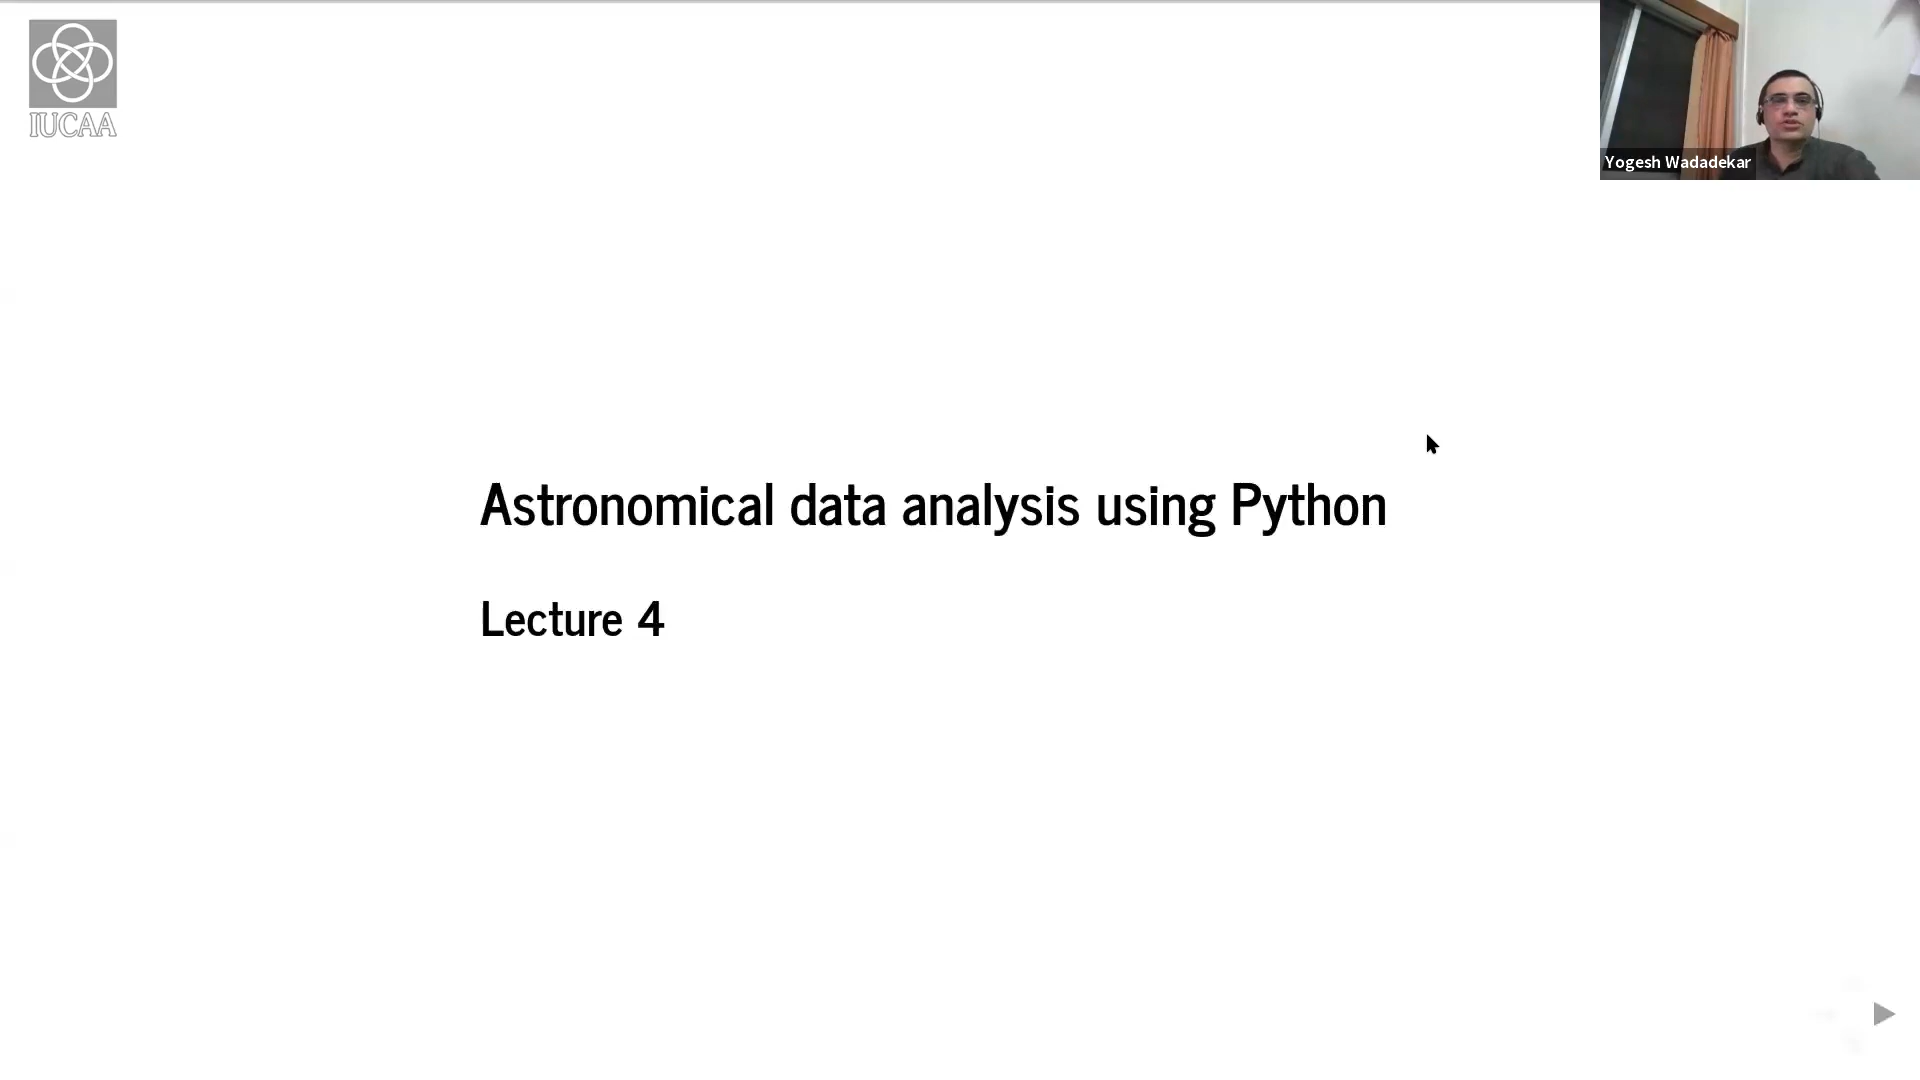 IUCAA
Yogesh Wadadekar
Astronomical data analysis using Python
Lecture 4